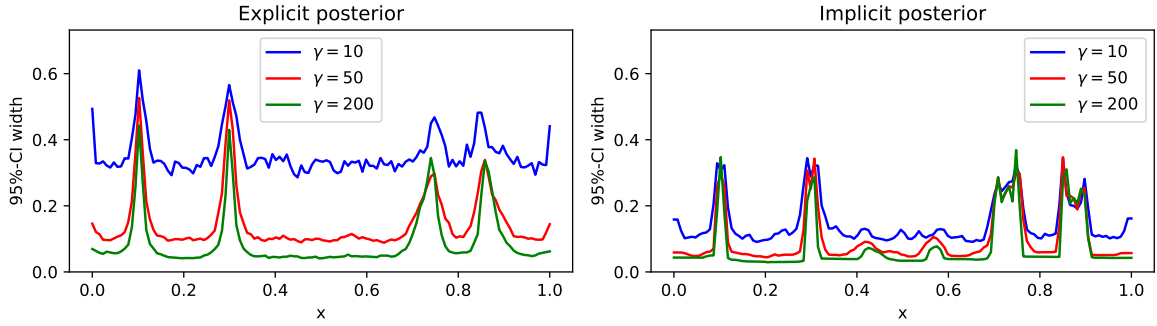 Explicit posterior
95%-CI width
0.6
0.4
0.2
0.0
γ = 10
γ = 50
γ = 200
0.0 0.2 0.4 0.6 0.8 1.0
x
Implicit posterior
95%-CI width
0.6
0.4
0.2
0.0
γ = 10
γ = 50
γ = 200
0.0 0.2 0.4 0.6 0.8 1.0
x